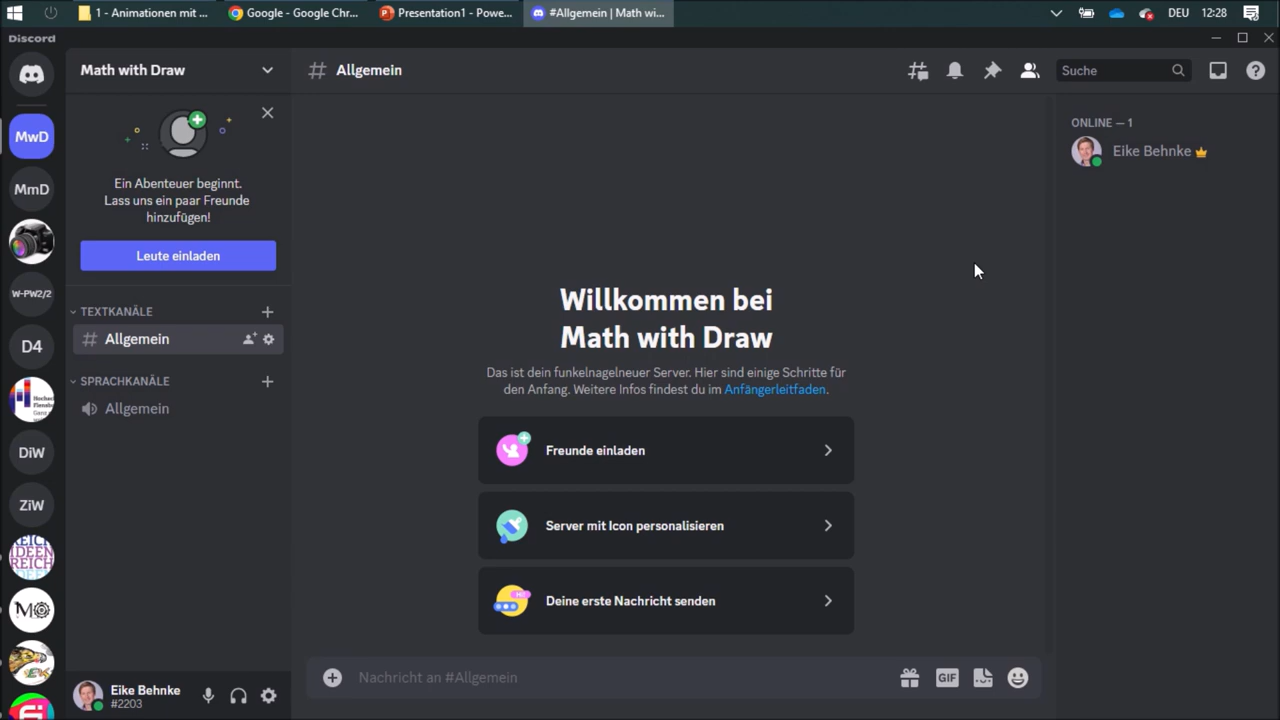 1 - Animationen mit ...
Google - Google Chr...
Presentation1 - Powe...
#Allgemein | Math wi...
DEU
12:28
Discord
Math with Draw
Allgemein
Suche
MwD
MmD
W-PW2/2
D4
DiW
ZiW
Ein Abenteuer beginnt.
Lass uns ein paar Freunde
hinzufügen!
Leute einladen
TEXTKANÄLE
Allgemein
SPRACHKANÄLE
Allgemein
Eike Behnke
#2203
Willkommen bei
Math with Draw
Das ist dein funkelnagelneuer Server. Hier sind einige Schritte für
den Anfang. Weitere Infos findest du im Anfängerleitfaden.
Freunde einladen
Server mit Icon personalisieren
Deine erste Nachricht senden
Nachricht an #Allgemein
GIF
ONLINE — 1
Eike Behnke